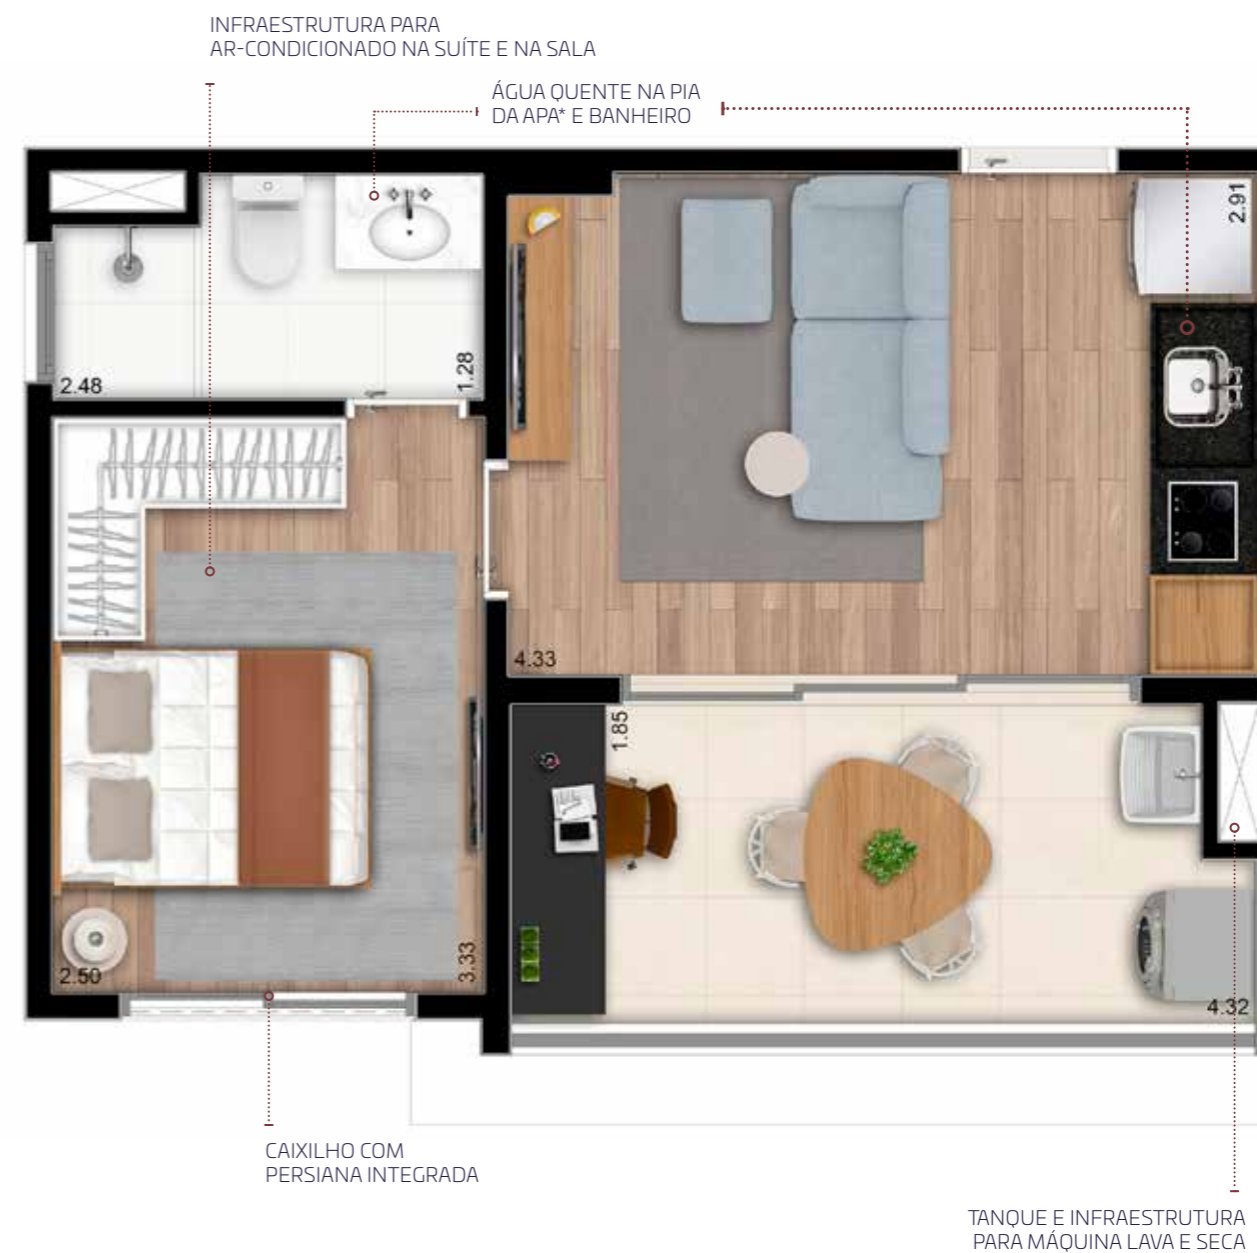 INFRAESTRUTURA PARA
AR-CONDICIONADO NA SUÍTE E NA SALA
ÁGUA QUENTE NA PIA
DA APA* E BANHEIRO
2.91
2.48
1.28
4.33
1.85
2.50
3.33
4.32
CAIXILHO COM
PERSIANA INTEGRADA
TANQUE E INFRAESTRUTURA
PARA MÁQUINA LAVA E SECA